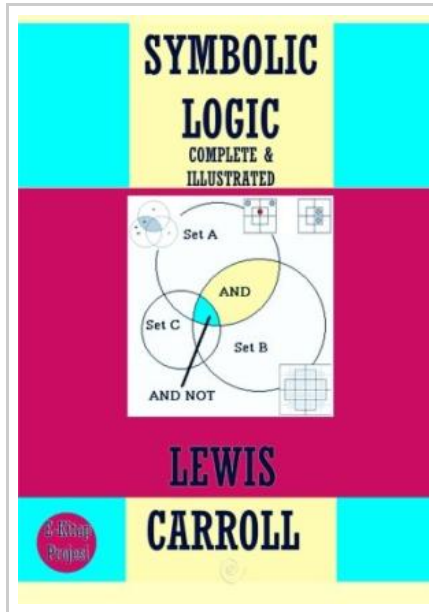 SYMBOLIC
LOGIC
COMPLETE &
ILLUSTRATED
Set A
AND
Set C
Set B
AND NOT
LEWIS
CARROLL
E-Kitap
Projesi